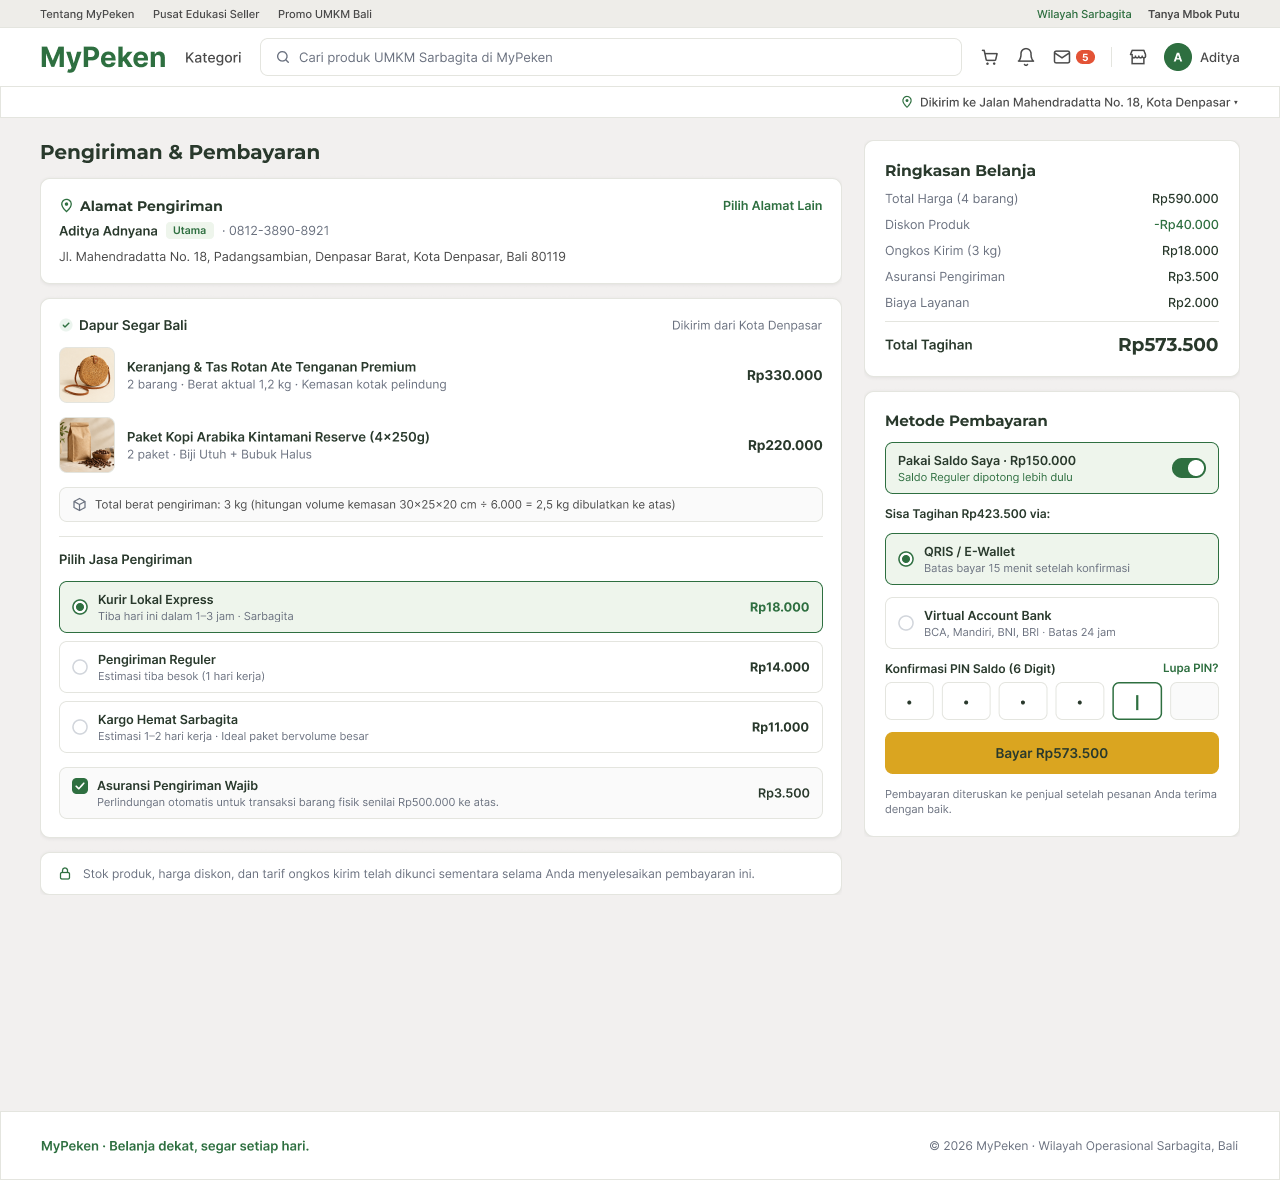 Tentang MyPeken Pusat Edukasi Seller Promo UMKM Bali Wilayah Sarbagita Tanya Mbok Putu
MyPeken Kategori Cari produk UMKM Sarbagita di MyPeken 5 A Aditya
Dikirim ke Jalan Mahendradatta No. 18, Kota Denpasar ▾
Pengiriman & Pembayaran
Alamat Pengiriman Pilih Alamat Lain
Aditya Adnyana Utama · 0812-3890-8921
Jl. Mahendradatta No. 18, Padangsambian, Denpasar Barat, Kota Denpasar, Bali 80119
Dapur Segar Bali Dikirim dari Kota Denpasar
Keranjang & Tas Rotan Ate Tenganan Premium
2 barang · Berat aktual 1,2 kg · Kemasan kotak pelindung
Rp330.000
Paket Kopi Arabika Kintamani Reserve (4×250g)
2 paket · Biji Utuh + Bubuk Halus
Rp220.000
Total berat pengiriman: 3 kg (hitungan volume kemasan 30×25×20 cm ÷ 6.000 = 2,5 kg dibulatkan ke atas)
Pilih Jasa Pengiriman
Kurir Lokal Express
Tiba hari ini dalam 1–3 jam · Sarbagita
Rp18.000
Pengiriman Reguler
Estimasi tiba besok (1 hari kerja)
Rp14.000
Kargo Hemat Sarbagita
Estimasi 1–2 hari kerja · Ideal paket bervolume besar
Rp11.000
Asuransi Pengiriman Wajib
Perlindungan otomatis untuk transaksi barang fisik senilai Rp500.000 ke atas.
Rp3.500
Stok produk, harga diskon, dan tarif ongkos kirim telah dikunci sementara selama Anda menyelesaikan pembayaran ini.
Ringkasan Belanja
Total Harga (4 barang) Rp590.000
Diskon Produk -Rp40.000
Ongkos Kirim (3 kg) Rp18.000
Asuransi Pengiriman Rp3.500
Biaya Layanan Rp2.000
Total Tagihan Rp573.500
Metode Pembayaran
Pakai Saldo Saya · Rp150.000
Saldo Reguler dipotong lebih dulu
Sisa Tagihan Rp423.500 via:
QRIS / E-Wallet
Batas bayar 15 menit setelah konfirmasi
Virtual Account Bank
BCA, Mandiri, BNI, BRI · Batas 24 jam
Konfirmasi PIN Saldo (6 Digit) Lupa PIN?
• • • • |
Bayar Rp573.500
Pembayaran diteruskan ke penjual setelah pesanan Anda terima
dengan baik.
MyPeken · Belanja dekat, segar setiap hari. © 2026 MyPeken · Wilayah Operasional Sarbagita, Bali